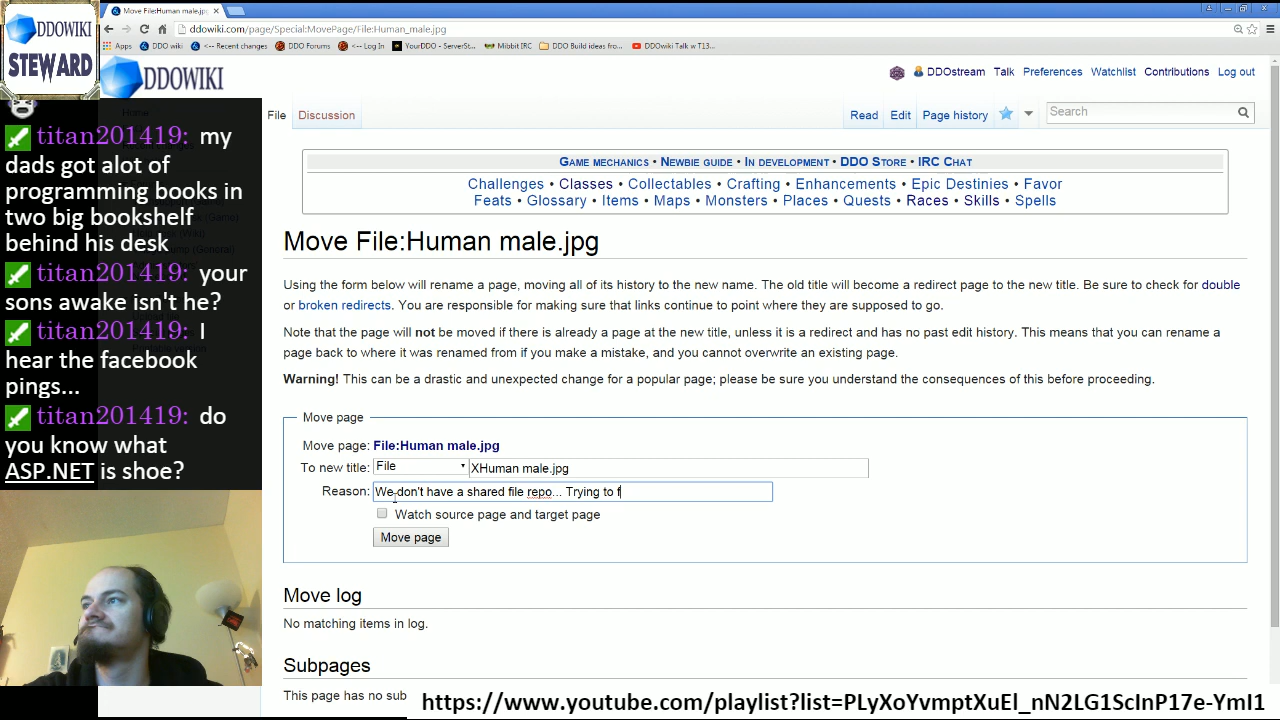 DDOWIKI
STEWARD
Move File:Human male.jpg
ddowiki.com/page/Special:MovePage/File:Human_male.jpg
Apps DDO wiki <-- Recent changes DDO Forums <-- Log In YourDDO - ServerSt... Mibbit IRC DDO Build ideas fro... DDOwiki Talk w T13...
DDOWIKI
DDOstream Talk Preferences Watchlist Contributions Log out
File Discussion Read Edit Page history Search
Game mechanics • Newbie guide • In development • DDO Store • IRC Chat
Challenges • Classes • Collectables • Crafting • Enhancements • Epic Destinies • Favor
Feats • Glossary • Items • Maps • Monsters • Places • Quests • Races • Skills • Spells
Move File:Human male.jpg
Using the form below will rename a page, moving all of its history to the new name. The old title will become a redirect page to the new title. Be sure to check for double
or broken redirects. You are responsible for making sure that links continue to point where they are supposed to go.
Note that the page will not be moved if there is already a page at the new title, unless it is a redirect and has no past edit history. This means that you can rename a
page back to where it was renamed from if you make a mistake, and you cannot overwrite an existing page.
Warning! This can be a drastic and unexpected change for a popular page; please be sure you understand the consequences of this before proceeding.
Move page
Move page: File:Human male.jpg
To new title: File XHuman male.jpg
Reason: We don't have a shared file repo... Trying to f
Watch source page and target page
Move page
Move log
No matching items in log.
Subpages
This page has no sub
titan201419: my
dads got alot of
programming books in
two big bookshelf
behind his desk
titan201419: your
sons awake isn't he?
titan201419: I
hear the facebook
pings...
titan201419: do
you know what
ASP.NET is shoe?
https://www.youtube.com/playlist?list=PLyXoYvmptXuEl_nN2LG1ScInP17e-YmI1